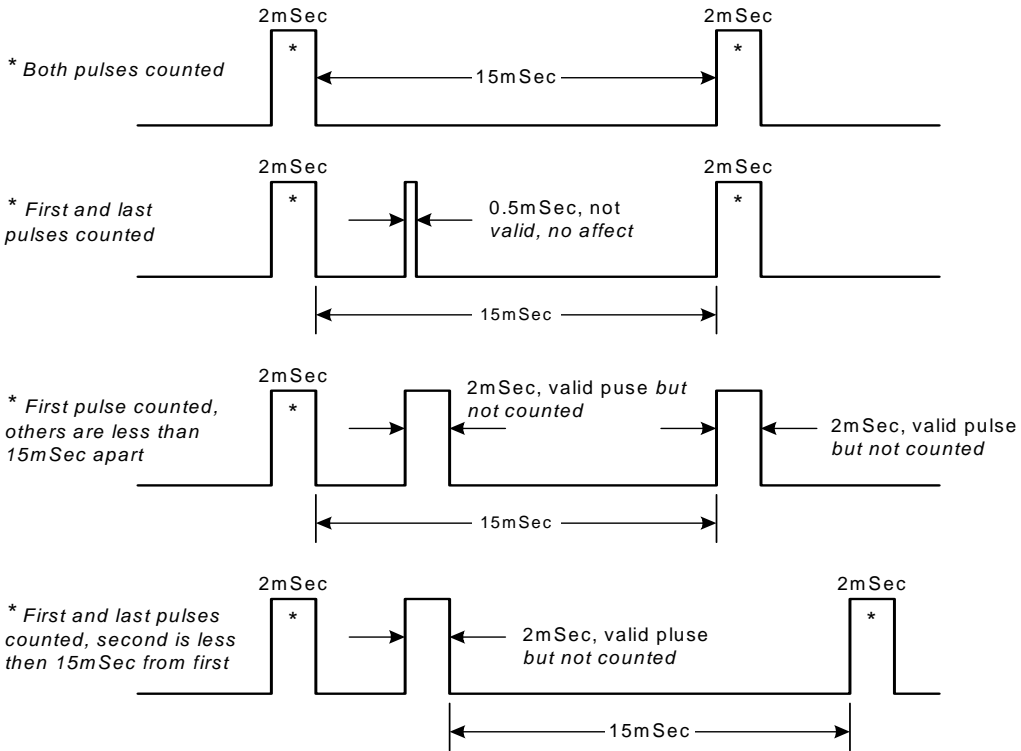 2mSec
2mSec
* Both pulses counted
*
*
15mSec
2mSec
2mSec
* First and last
pulses counted
*
*
0.5mSec, not
valid, no affect
15mSec
2mSec
* First pulse counted,
others are less than
15mSec apart
*
2mSec, valid puse but
not counted
2mSec, valid pulse
but not counted
15mSec
2mSec
2mSec
* First and last pulses
counted, second is less
then 15mSec from first
*
*
2mSec, valid pluse
but not counted
15mSec